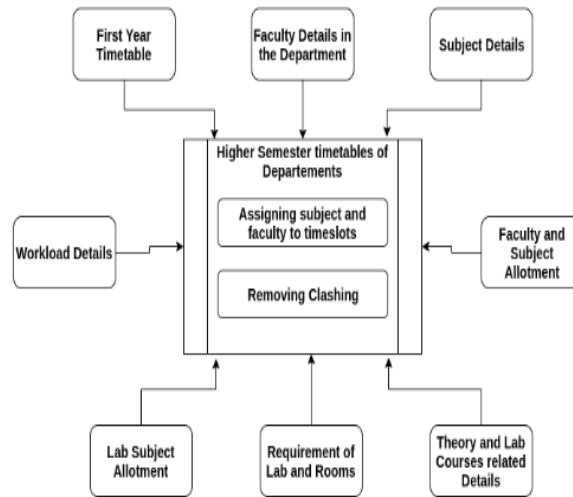 First Year
Timetable
Faculty Details in
the Department
Subject Details
Higher Semester timetables of
Departements
Assigning subject and
faculty to timeslots
Workload Details
Faculty and
Subject
Allotment
Removing Clashing
Lab Subject
Allotment
Requirement of
Lab and Rooms
Theory and Lab
Courses related
Details